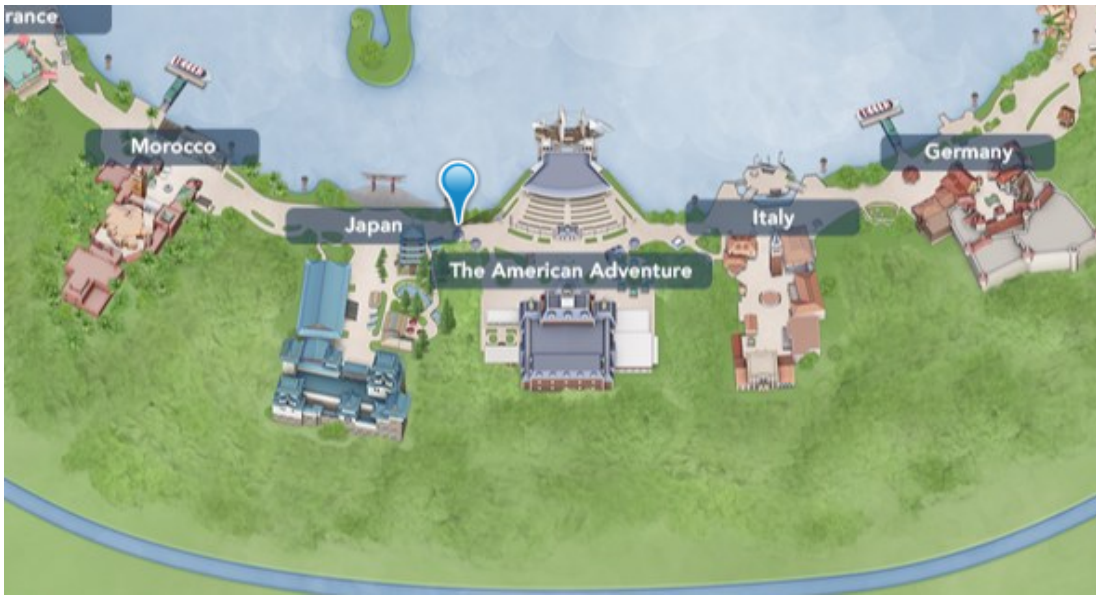 rance
Morocco
Japan
The American Adventure
Italy
Germany